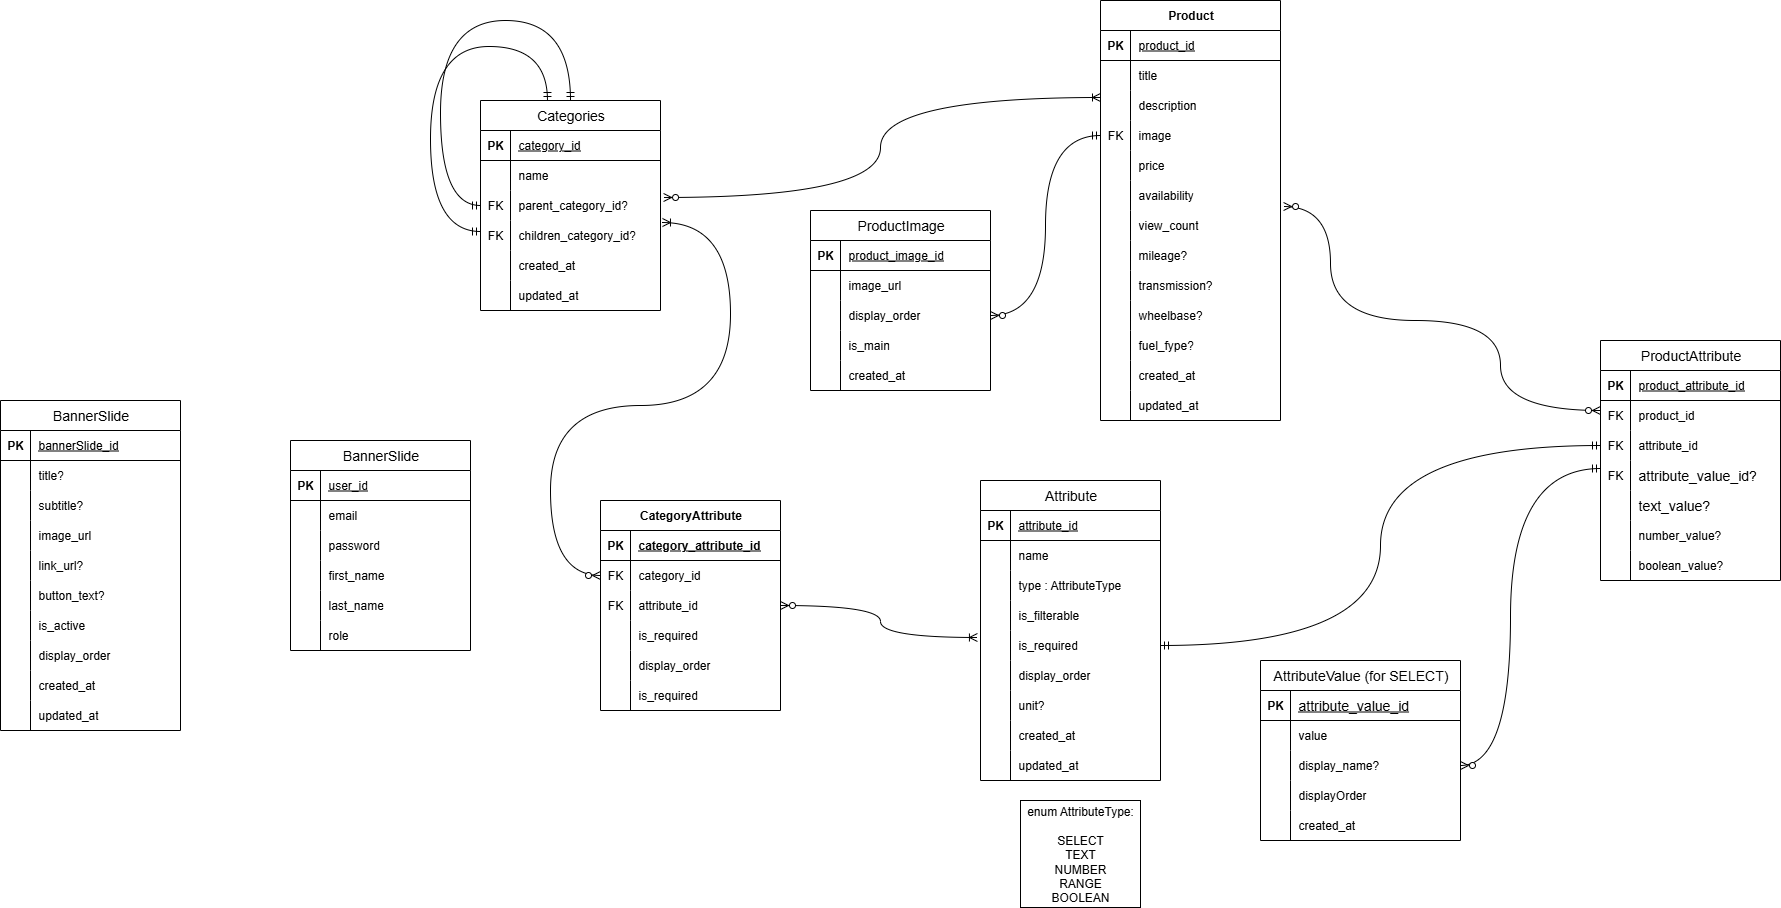 Product
PK product_id
title
description
FK image
price
availability
view_count
mileage?
transmission?
wheelbase?
fuel_fype?
created_at
updated_at
Categories
PK category_id
name
FK parent_category_id?
FK children_category_id?
created_at
updated_at
ProductImage
PK product_image_id
image_url
display_order
is_main
created_at
ProductAttribute
PK product_attribute_id
FK product_id
FK attribute_id
FK attribute_value_id?
text_value?
number_value?
boolean_value?
BannerSlide
PK bannerSlide_id
title?
subtitle?
image_url
link_url?
button_text?
is_active
display_order
created_at
updated_at
BannerSlide
PK user_id
email
password
first_name
last_name
role
CategoryAttribute
PK category_attribute_id
FK category_id
FK attribute_id
is_required
display_order
is_required
Attribute
PK attribute_id
name
type : AttributeType
is_filterable
is_required
display_order
unit?
created_at
updated_at
AttributeValue (for SELECT)
PK attribute_value_id
value
display_name?
displayOrder
created_at
enum AttributeType:
SELECT
TEXT
NUMBER
RANGE
BOOLEAN